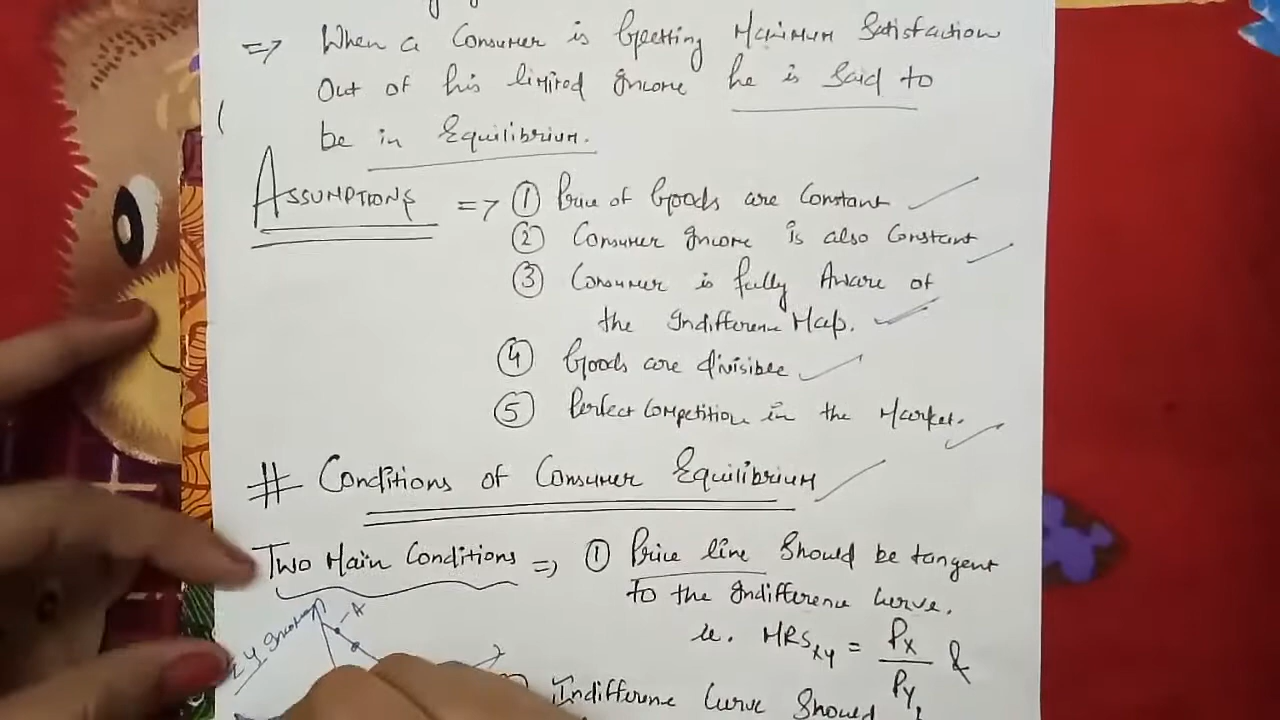 => When a Consumer is Getting Maximum Satisfaction
Out of his limited Income he is Said to
be in Equilibrium.
ASSUMPTIONS => ① Price of Goods are Constant
② Consumer Income is also Constant
③ Consumer is fully Aware of
the Indifference Map.
④ Goods are divisible
⑤ Perfect Competition in the Market.
# Conditions of Consumer Equilibrium
Two Main Conditions => ① Price line Should be tangent
to the Indifference Curve.
ie. MRSxy = Px / Py &
A
Indifference Curve Should